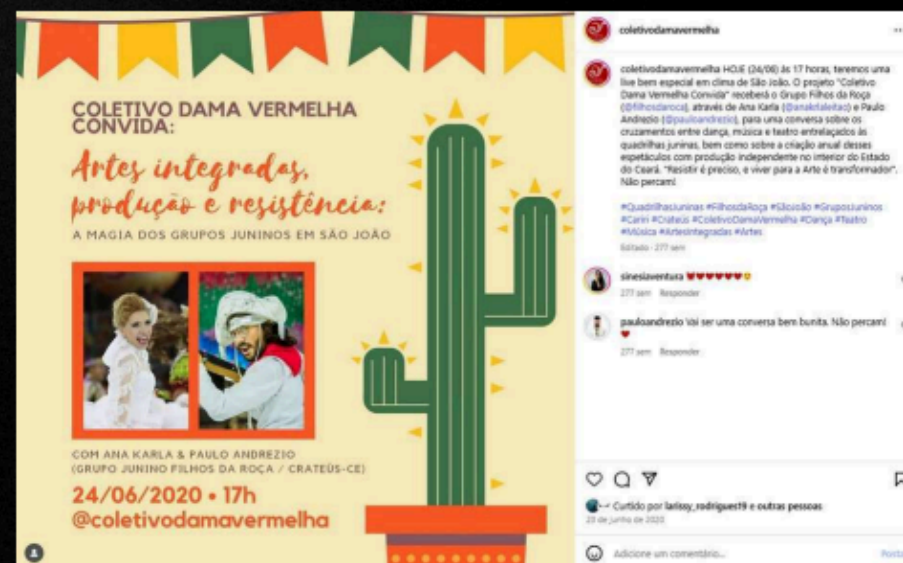 COLETIVO DAMA VERMELHA
CONVIDA:
Artes integradas,
produção e resistência:
A MAGIA DOS GRUPOS JUNINOS EM SÃO JOÃO
COM ANA KARLA & PAULO ANDREZIO
(GRUPO JUNINO FILHOS DA ROÇA / CRATEÚS-CE)
24/06/2020 • 17h
@coletivodamavermelha
coletivodamavermelha
coletivodamavermelha HOJE (24/06) às 17 horas, teremos uma
live bem especial em clima de São João. O projeto "Coletivo
Dama Vermelha Convida" receberá o Grupo Filhos da Roça
(@filhosdaroca), através de Ana Karla (@anakrlaleitao) e Paulo
Andrezio (@pauloandrezio), para uma conversa sobre os
cruzamentos entre dança, música e teatro entrelaçados às
quadrilhas juninas, bem como sobre a criação anual desses
espetáculos com produção independente no interior do Estado
do Ceará. "Resistir é preciso, e viver para a Arte é transformador".
Não percam!
#QuadrilhasJuninas #FilhosdaRoça #SãoJoão #GruposJuninos
#Cariri #Crateús #ColetivoDamaVermelha #Dança #Teatro
#Música #ArtesIntegradas #Artes
Editado · 277 sem
sinesiaventura
277 sem Responder
pauloandrezio Vai ser uma conversa bem bunita. Não percam!
277 sem Responder
Curtido por larissy_rodrigues19 e outras pessoas
23 de junho de 2020
Adicione um comentário...